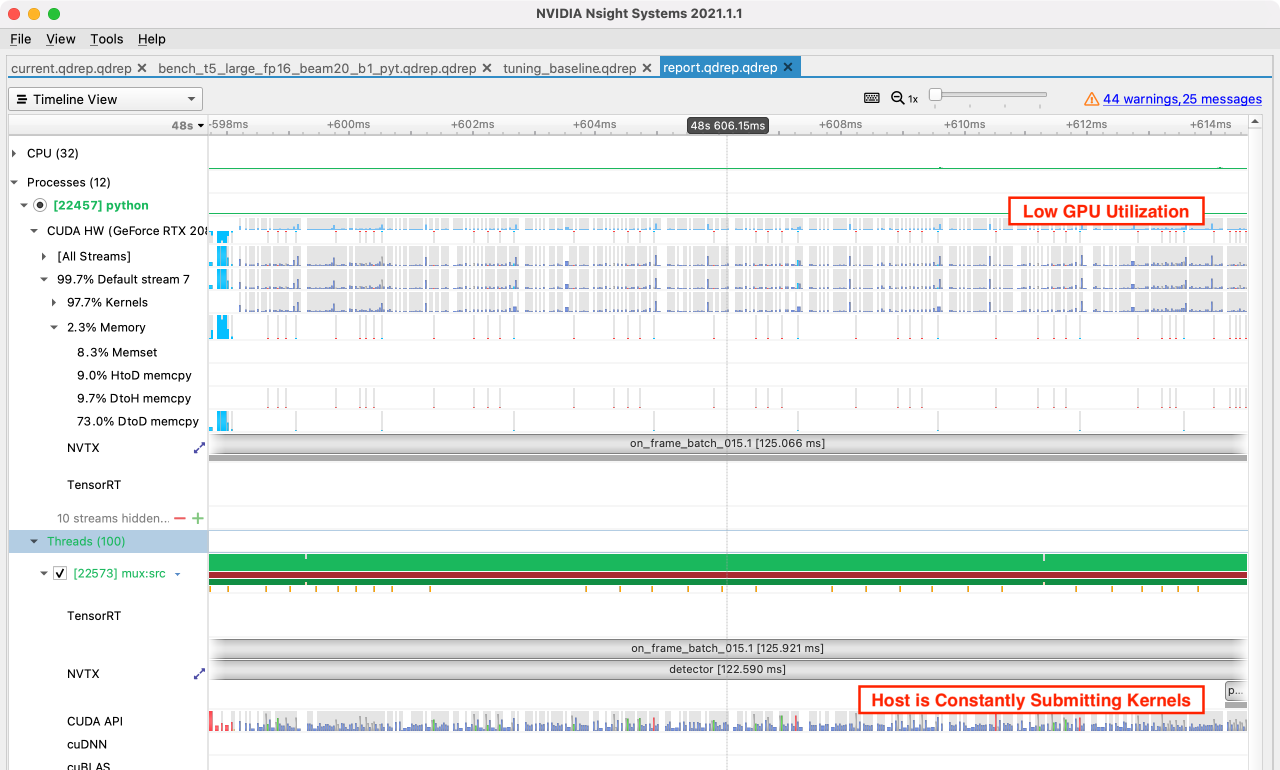 NVIDIA Nsight Systems 2021.1.1
File View Tools Help
current.qdrep.qdrep bench_t5_large_fp16_beam20_b1_pyt.qdrep.qdrep tuning_baseline.qdrep report.qdrep.qdrep
Timeline View 1x 44 warnings,25 messages
48s -598ms +600ms +602ms +604ms 48s 606.15ms +608ms +610ms +612ms +614ms
CPU (32)
Processes (12)
[22457] python
Low GPU Utilization
CUDA HW (GeForce RTX 208
[All Streams]
99.7% Default stream 7
97.7% Kernels
2.3% Memory
8.3% Memset
9.0% HtoD memcpy
9.7% DtoH memcpy
73.0% DtoD memcpy
on_frame_batch_015.1 [125.066 ms]
NVTX
TensorRT
10 streams hidden...
Threads (100)
[22573] mux:src
TensorRT
on_frame_batch_015.1 [125.921 ms]
detector [122.590 ms]
NVTX
p...
Host is Constantly Submitting Kernels
CUDA API
cuDNN
cuBLAS